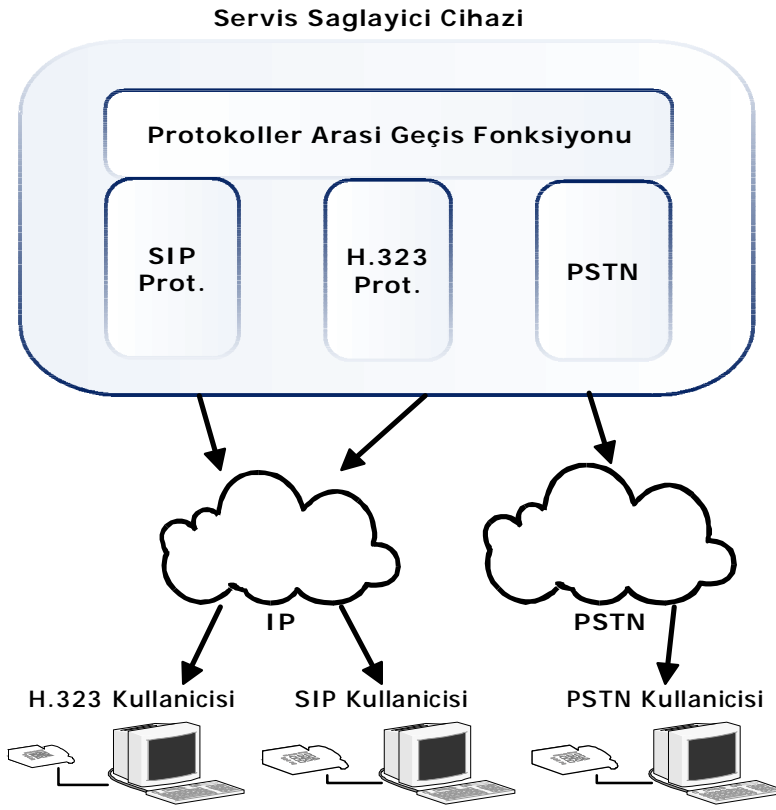 Servis Saglayici Cihazi
Protokoller Arasi Geçis Fonksiyonu
SIP
Prot.
H.323
Prot.
PSTN
IP
PSTN
H.323 Kullanicisi
SIP Kullanicisi
PSTN Kullanicisi